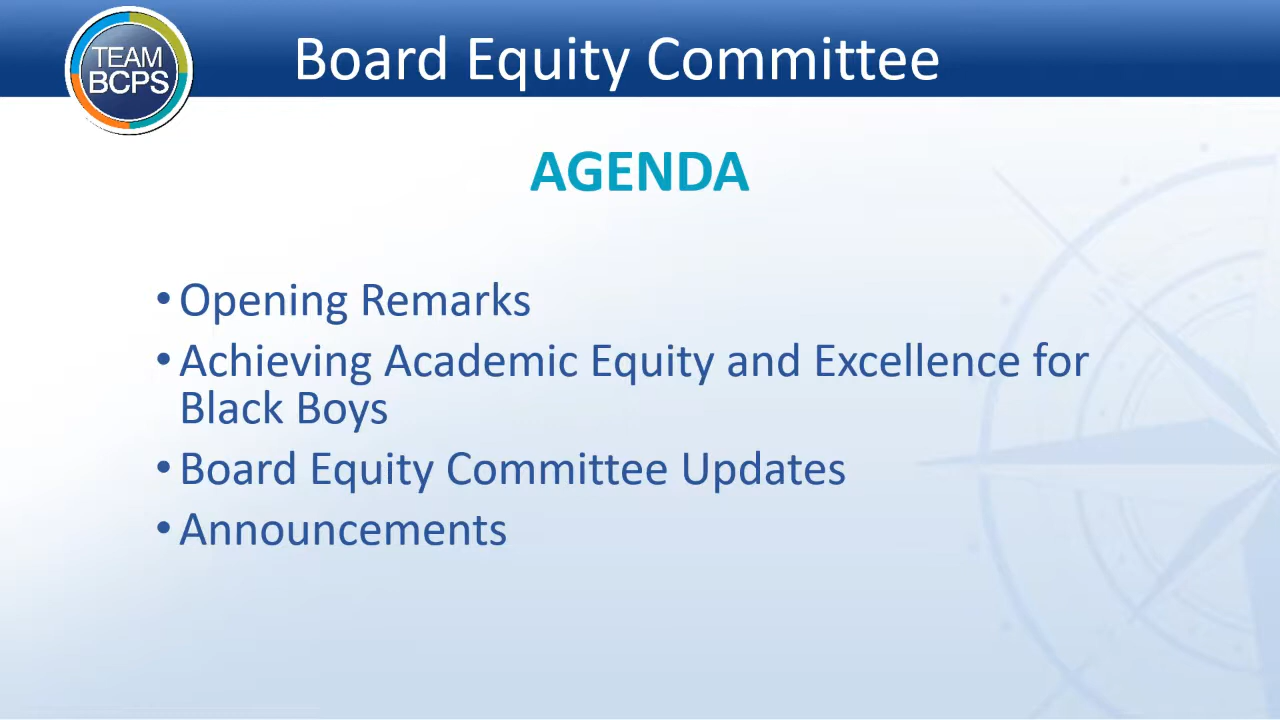 TEAM
BCPS
Board Equity Committee
AGENDA
• Opening Remarks
• Achieving Academic Equity and Excellence for
Black Boys
• Board Equity Committee Updates
• Announcements